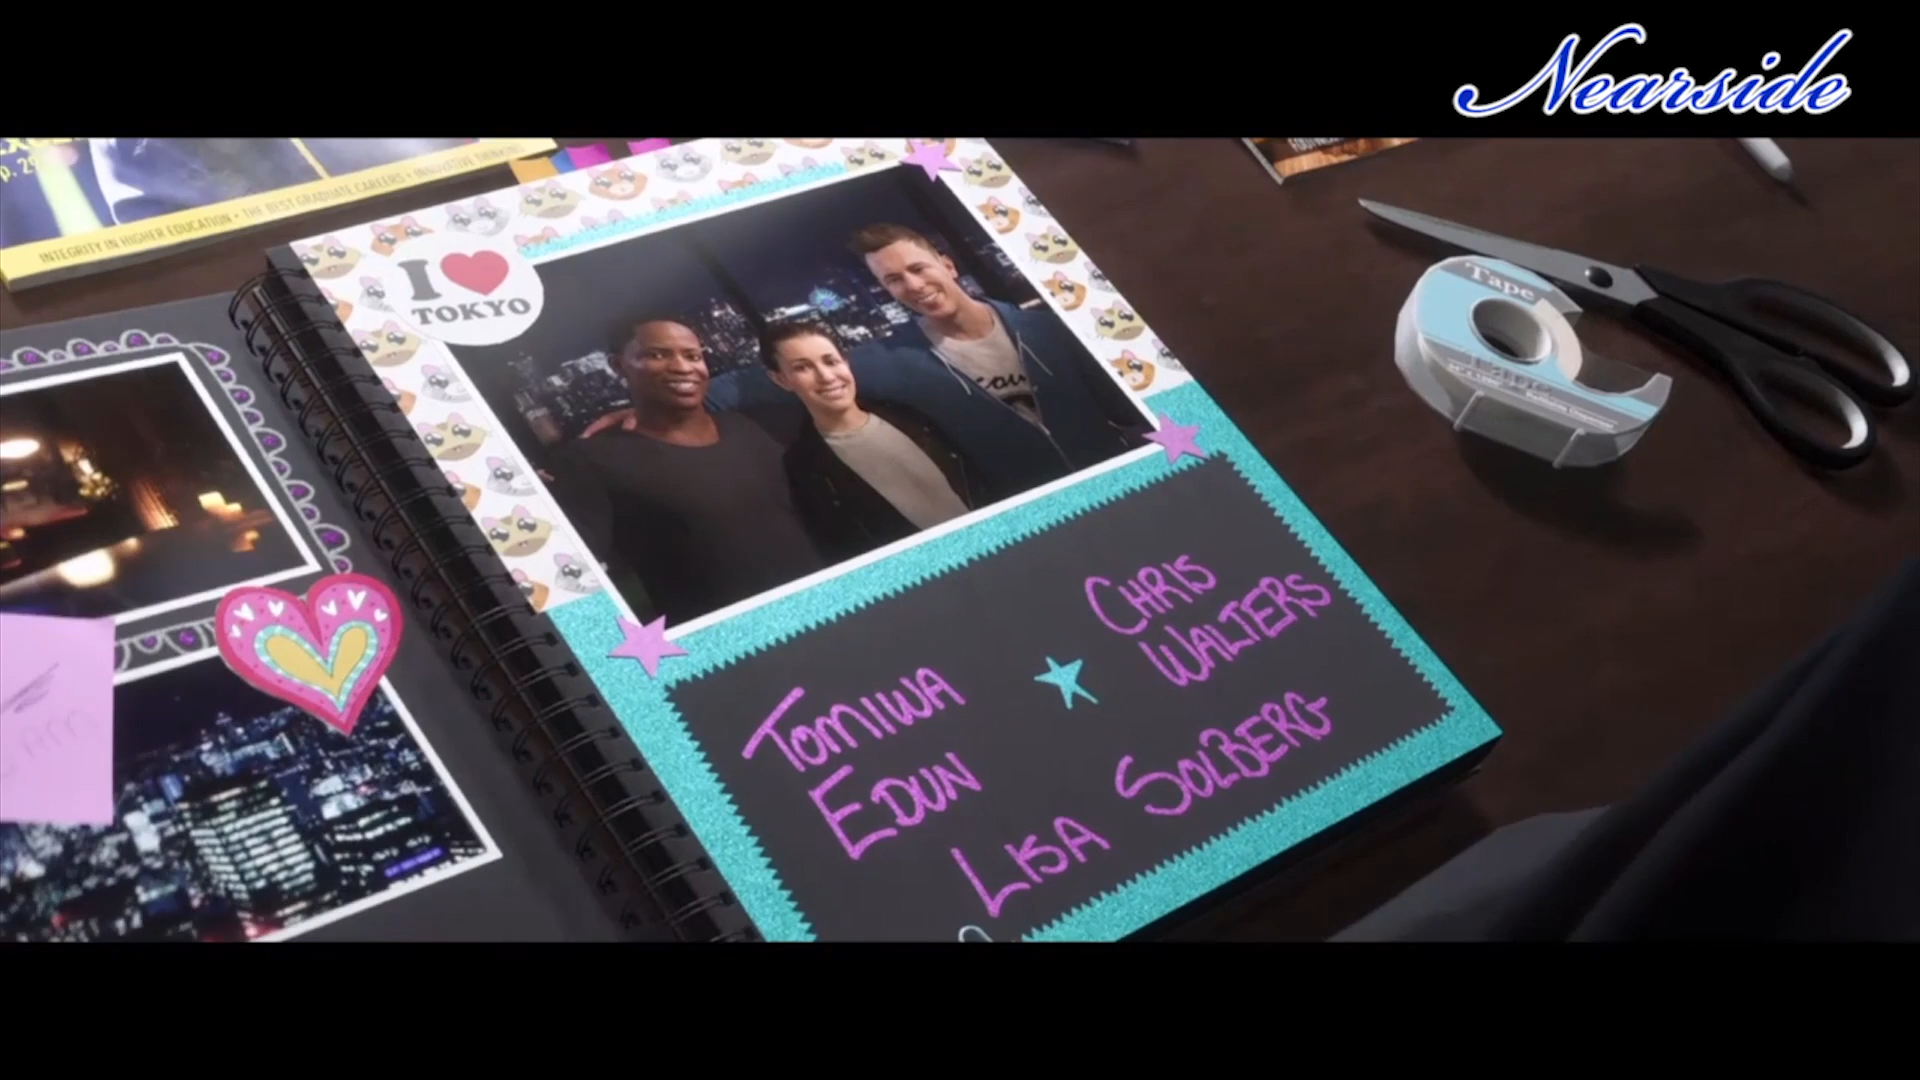 Nearside
p. 29
INTEGRITY IN HIGHER EDUCATION • THE BEST GRADUATE CAREERS • INNOVATIVE THINKING
I ♥
TOKYO
Tape
TOMIWA
EDUN
CHRIS
WALTERS
LISA SOLBERG